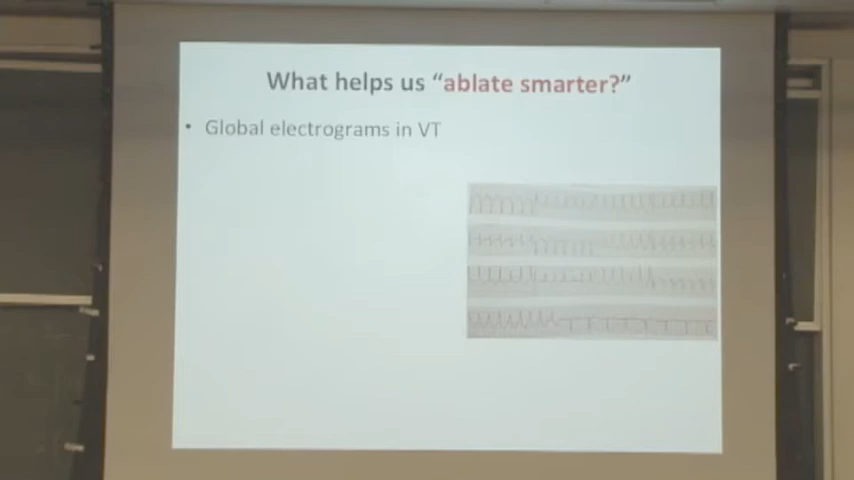 What helps us “ablate smarter?”
• Global electrograms in VT